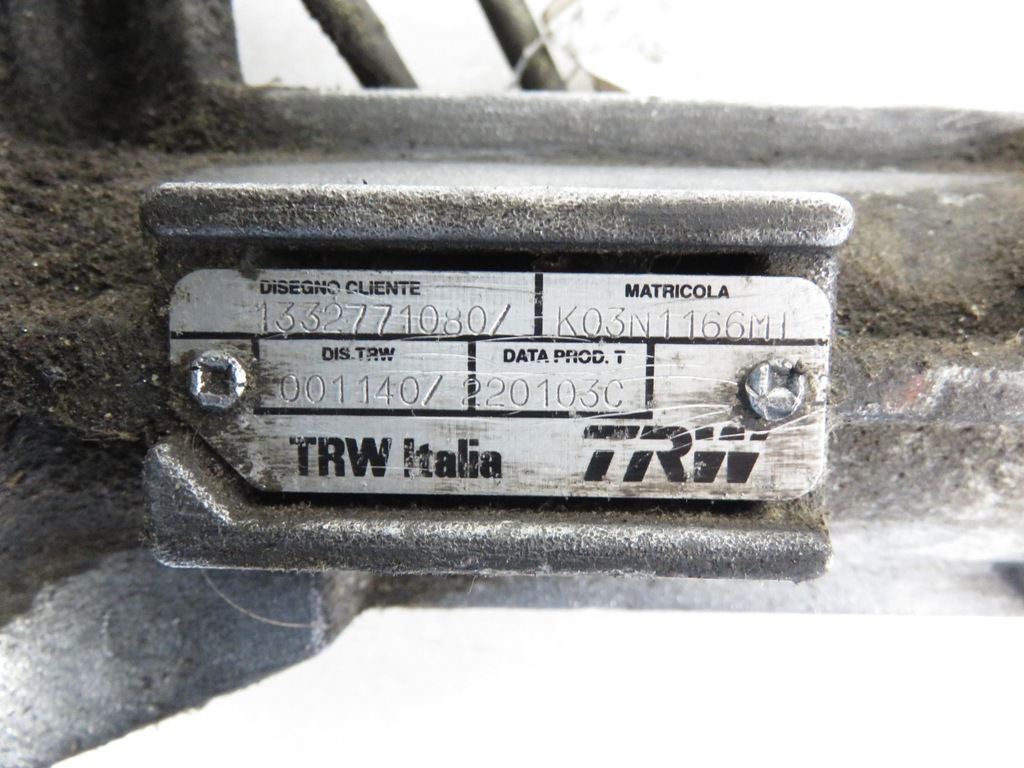 DISEGNO CLIENTE MATRICOLA
1332771080/ K03N1166M1
DIS.TRW DATA PROD. T
001140/ 220103C
TRW Italia TRW